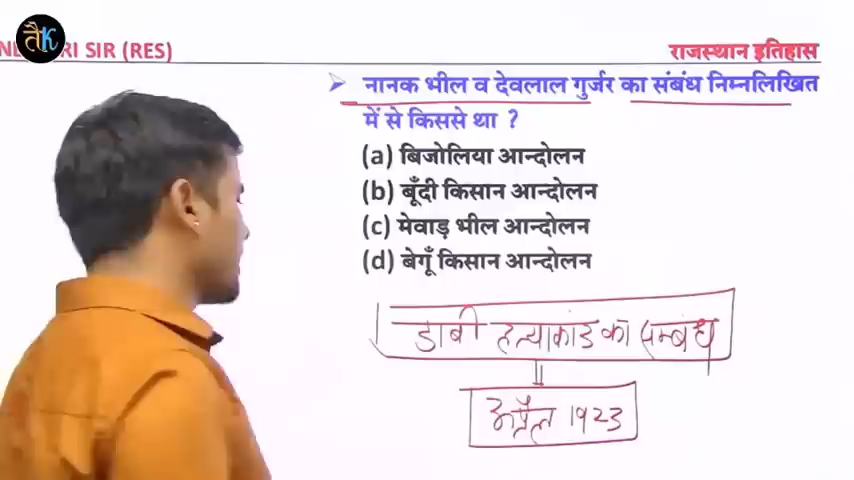 तैK
RI SIR (RES)
राजस्थान इतिहास
नानक भील व देवलाल गुर्जर का संबंध निम्नलिखित
में से किससे था ?
(a) बिजोलिया आन्दोलन
(b) बूँदी किसान आन्दोलन
(c) मेवाड़ भील आन्दोलन
(d) बेगूँ किसान आन्दोलन
डाबी हत्याकांड का सम्बंध
अप्रैल 1923